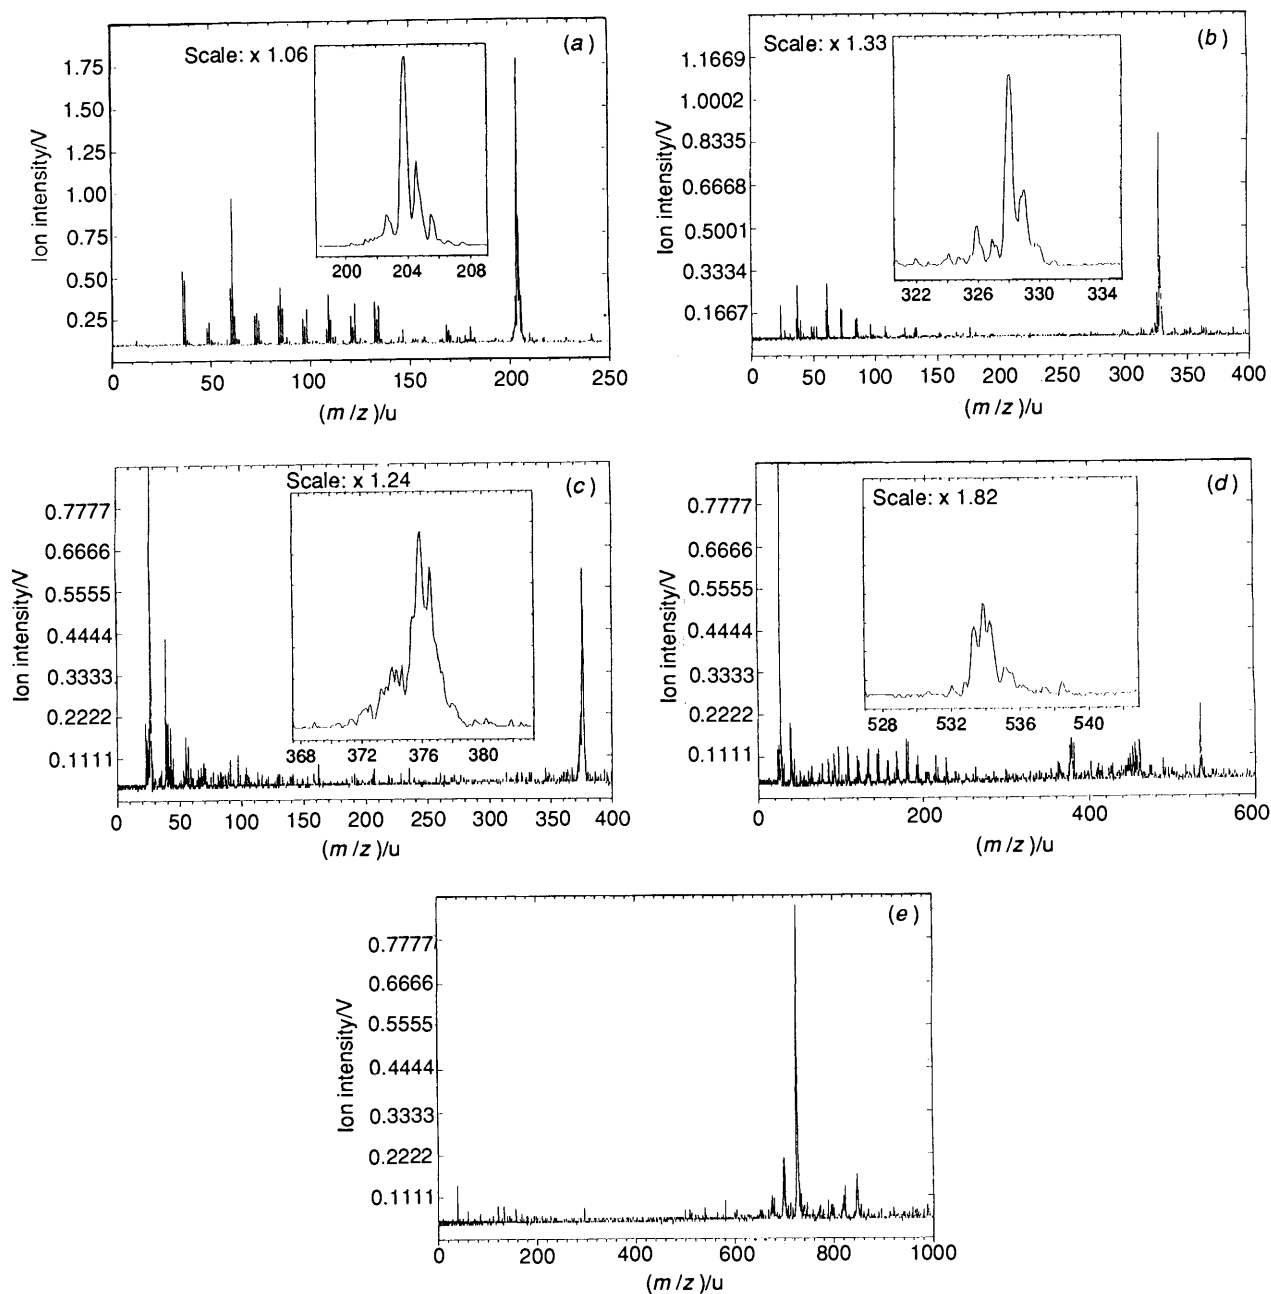 (a)
Scale: x 1.06
Ion intensity/V
1.75
1.50
1.25
1.00
0.75
0.50
0.25
200 204 208
0 50 100 150 200 250
(m/z)/u
(b)
Scale: x 1.33
Ion intensity/V
1.1669
1.0002
0.8335
0.6668
0.5001
0.3334
0.1667
322 326 330 334
0 50 100 150 200 250 300 350 400
(m/z)/u
(c)
Scale: x 1.24
Ion intensity/V
0.7777
0.6666
0.5555
0.4444
0.3333
0.2222
0.1111
368 372 376 380
0 50 100 150 200 250 300 350 400
(m/z)/u
(d)
Scale: x 1.82
Ion intensity/V
0.7777
0.6666
0.5555
0.4444
0.3333
0.2222
0.1111
528 532 536 540
0 200 400 600
(m/z)/u
(e)
Ion intensity/V
0.7777
0.6666
0.5555
0.4444
0.3333
0.2222
0.1111
0 200 400 600 800 1000
(m/z)/u